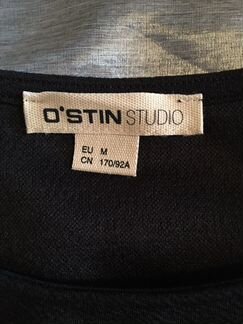 O'STIN STUDIO
EU M
CN 170/92A